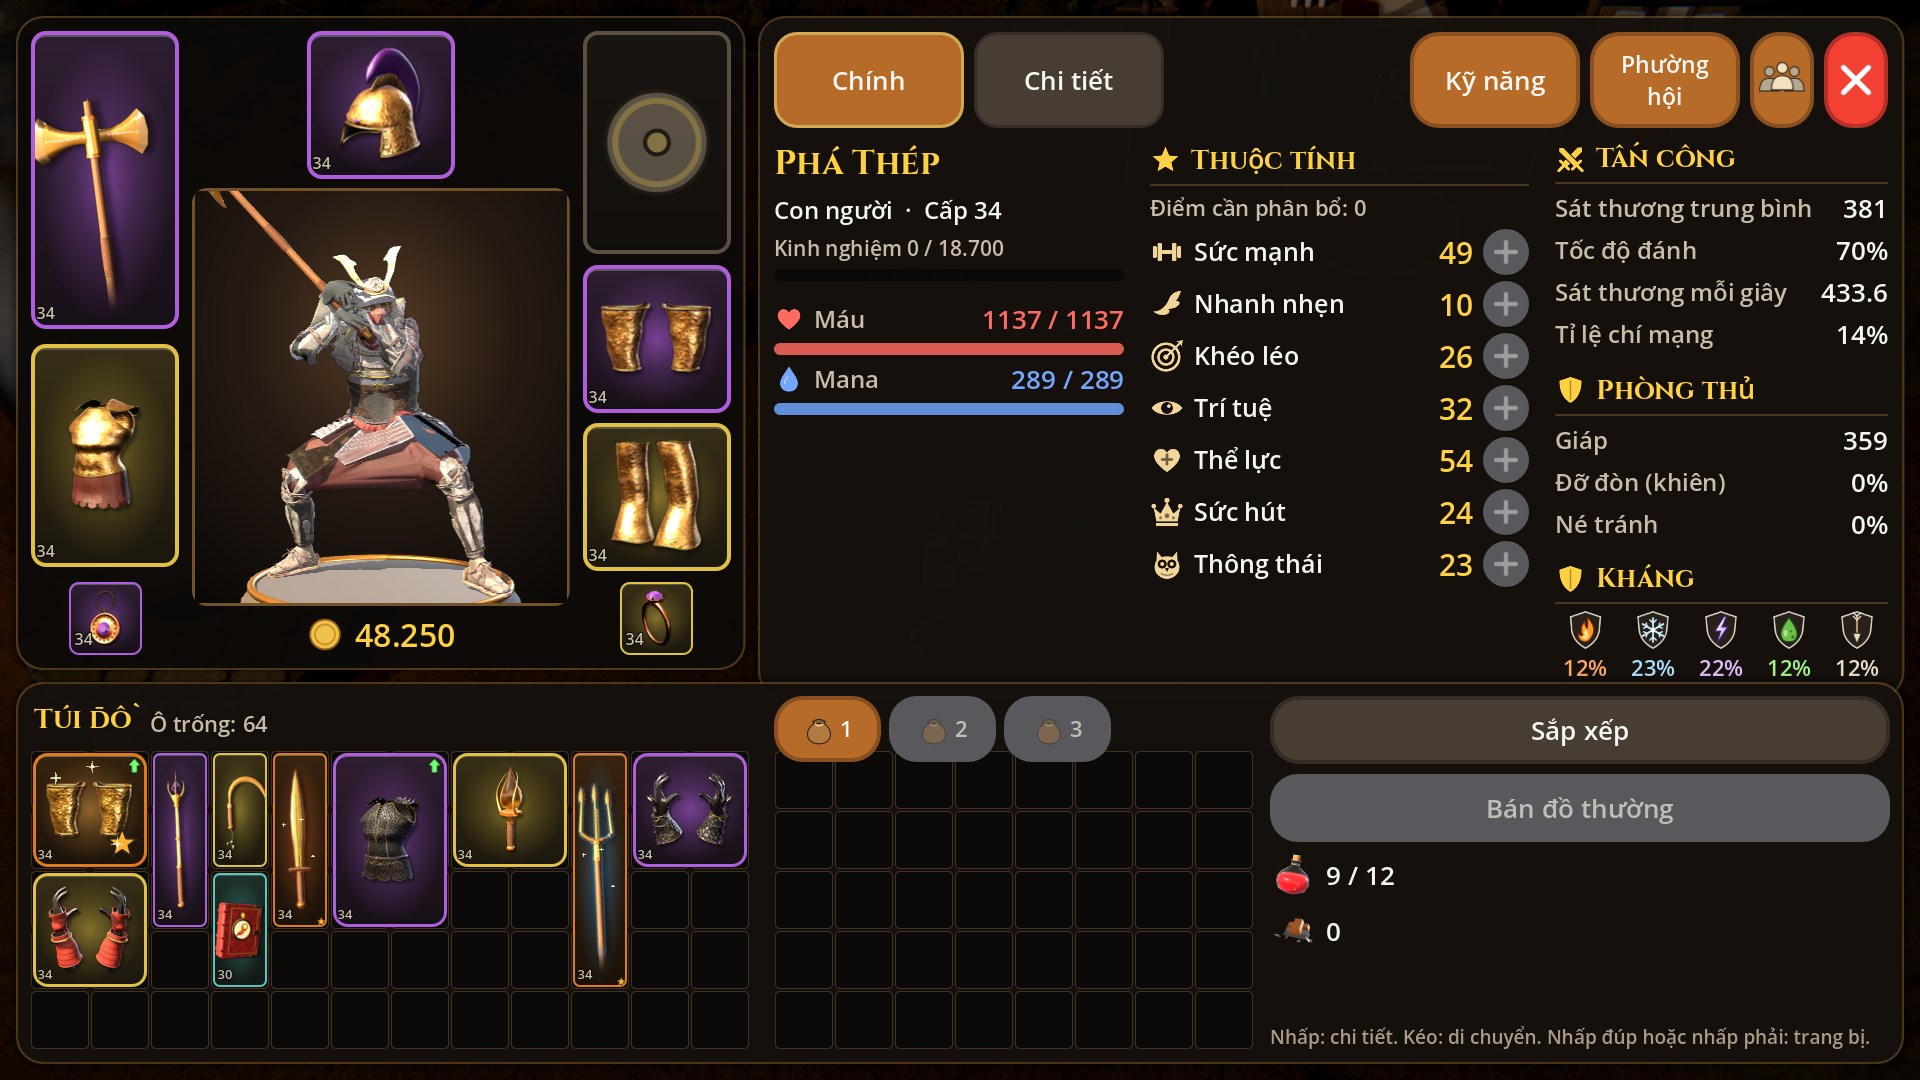 Chính
Chi tiết
Kỹ năng
Phường hội
34
34
34
34
34
34
34
48.250
PHÁ THÉP
Con người · Cấp 34
Kinh nghiệm 0 / 18.700
Máu 1137 / 1137
Mana 289 / 289
THUỘC TÍNH
Điểm cần phân bổ: 0
Sức mạnh 49
Nhanh nhẹn 10
Khéo léo 26
Trí tuệ 32
Thể lực 54
Sức hút 24
Thông thái 23
TẤN CÔNG
Sát thương trung bình 381
Tốc độ đánh 70%
Sát thương mỗi giây 433.6
Tỉ lệ chí mạng 14%
PHÒNG THỦ
Giáp 359
Đỡ đòn (khiên) 0%
Né tránh 0%
KHÁNG
12% 23% 22% 12% 12%
TÚI ĐỒ Ô trống: 64
1 2 3
34 34 34 34 34 34 34 34
34 30
Sắp xếp
Bán đồ thường
9 / 12
0
Nhấp: chi tiết. Kéo: di chuyển. Nhấp đúp hoặc nhấp phải: trang bị.